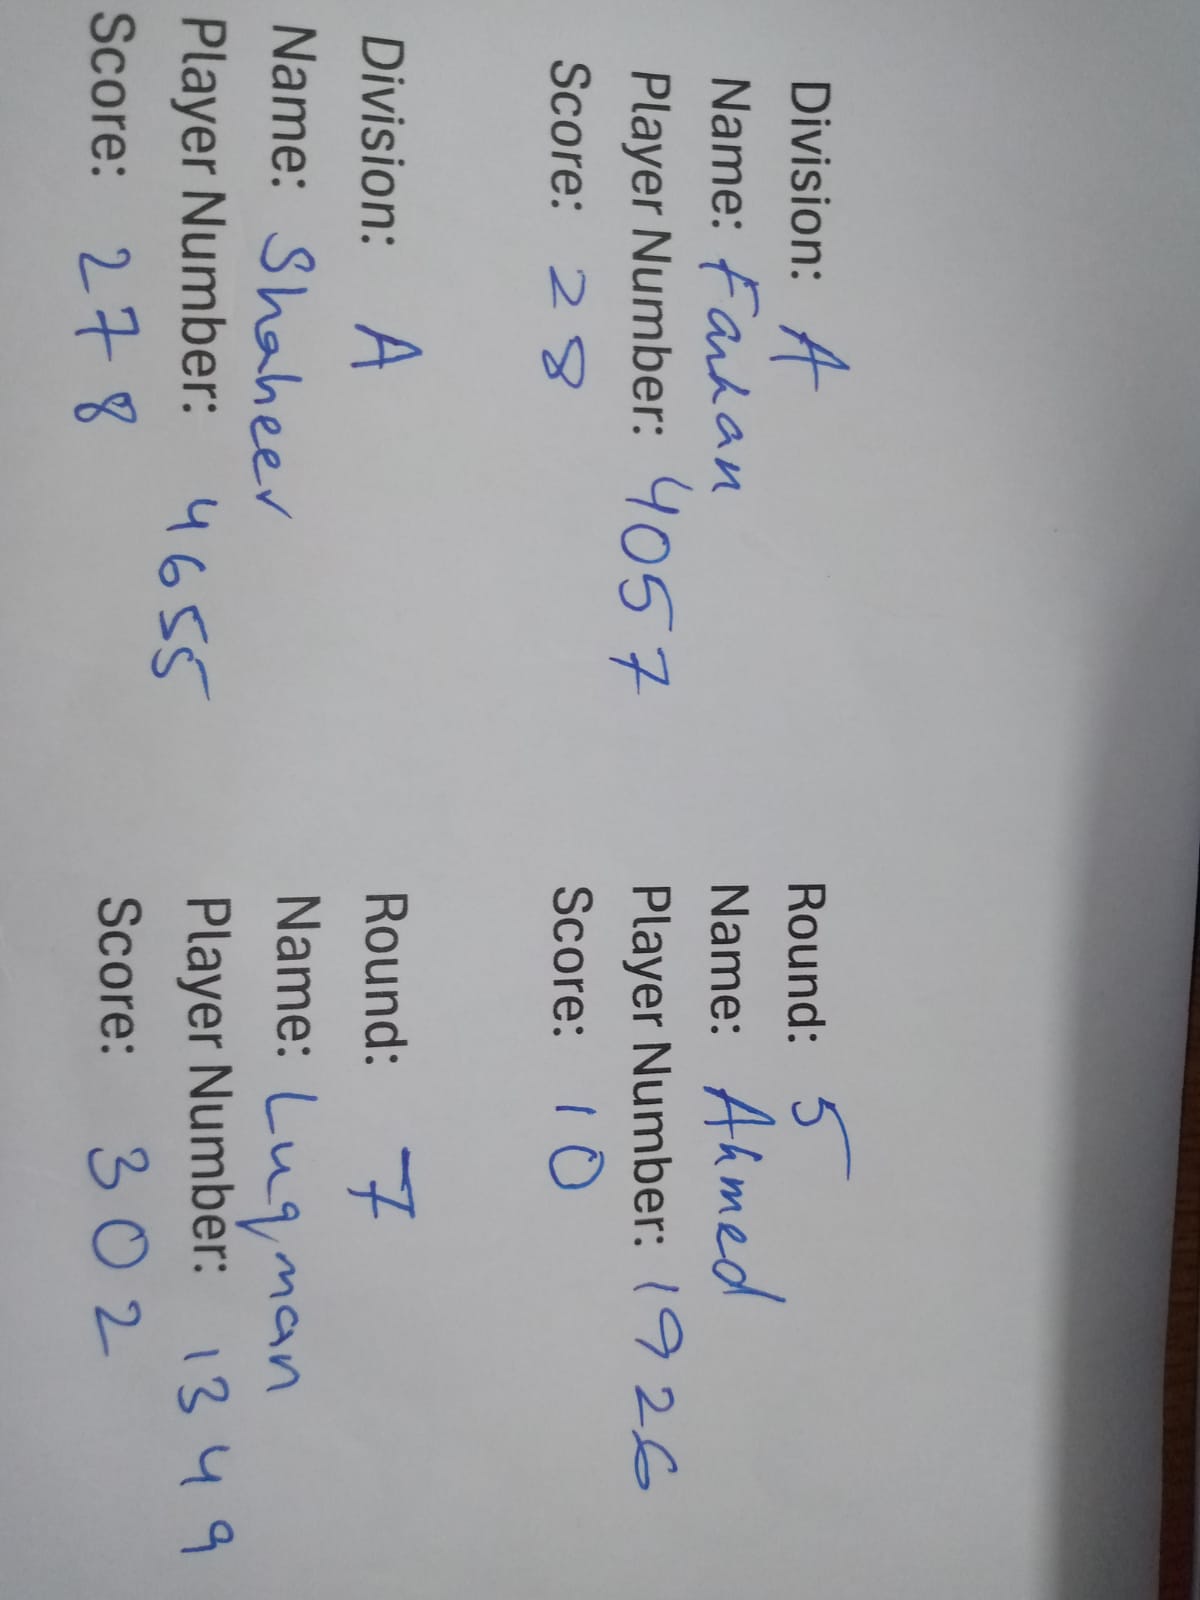 Division: A
Name: Farhan
Player Number: 4057
Score: 28
Round: 5
Name: Ahmed
Player Number: 1926
Score: 10
Division: A
Name: Shaheer
Player Number: 4655
Score: 278
Round: 7
Name: Luqman
Player Number: 1349
Score: 302